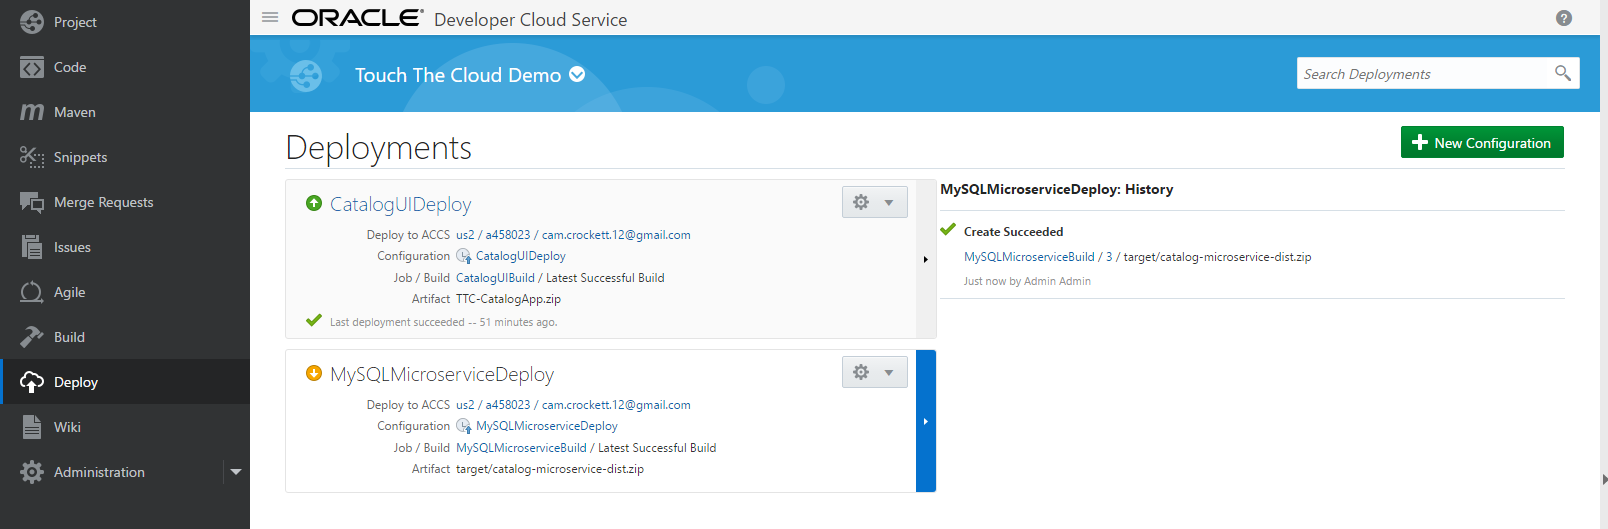 Project
Code
Maven
Snippets
Merge Requests
Issues
Agile
Build
Deploy
Wiki
Administration
ORACLE® Developer Cloud Service
Touch The Cloud Demo
Search Deployments
Deployments
New Configuration
CatalogUIDeploy
Deploy to ACCS us2 / a458023 / cam.crockett.12@gmail.com
Configuration CatalogUIDeploy
Job / Build CatalogUIBuild / Latest Successful Build
Artifact TTC-CatalogApp.zip
Last deployment succeeded -- 51 minutes ago.
MySQLMicroserviceDeploy
Deploy to ACCS us2 / a458023 / cam.crockett.12@gmail.com
Configuration MySQLMicroserviceDeploy
Job / Build MySQLMicroserviceBuild / Latest Successful Build
Artifact target/catalog-microservice-dist.zip
MySQLMicroserviceDeploy: History
Create Succeeded
MySQLMicroserviceBuild / 3 / target/catalog-microservice-dist.zip
Just now by Admin Admin